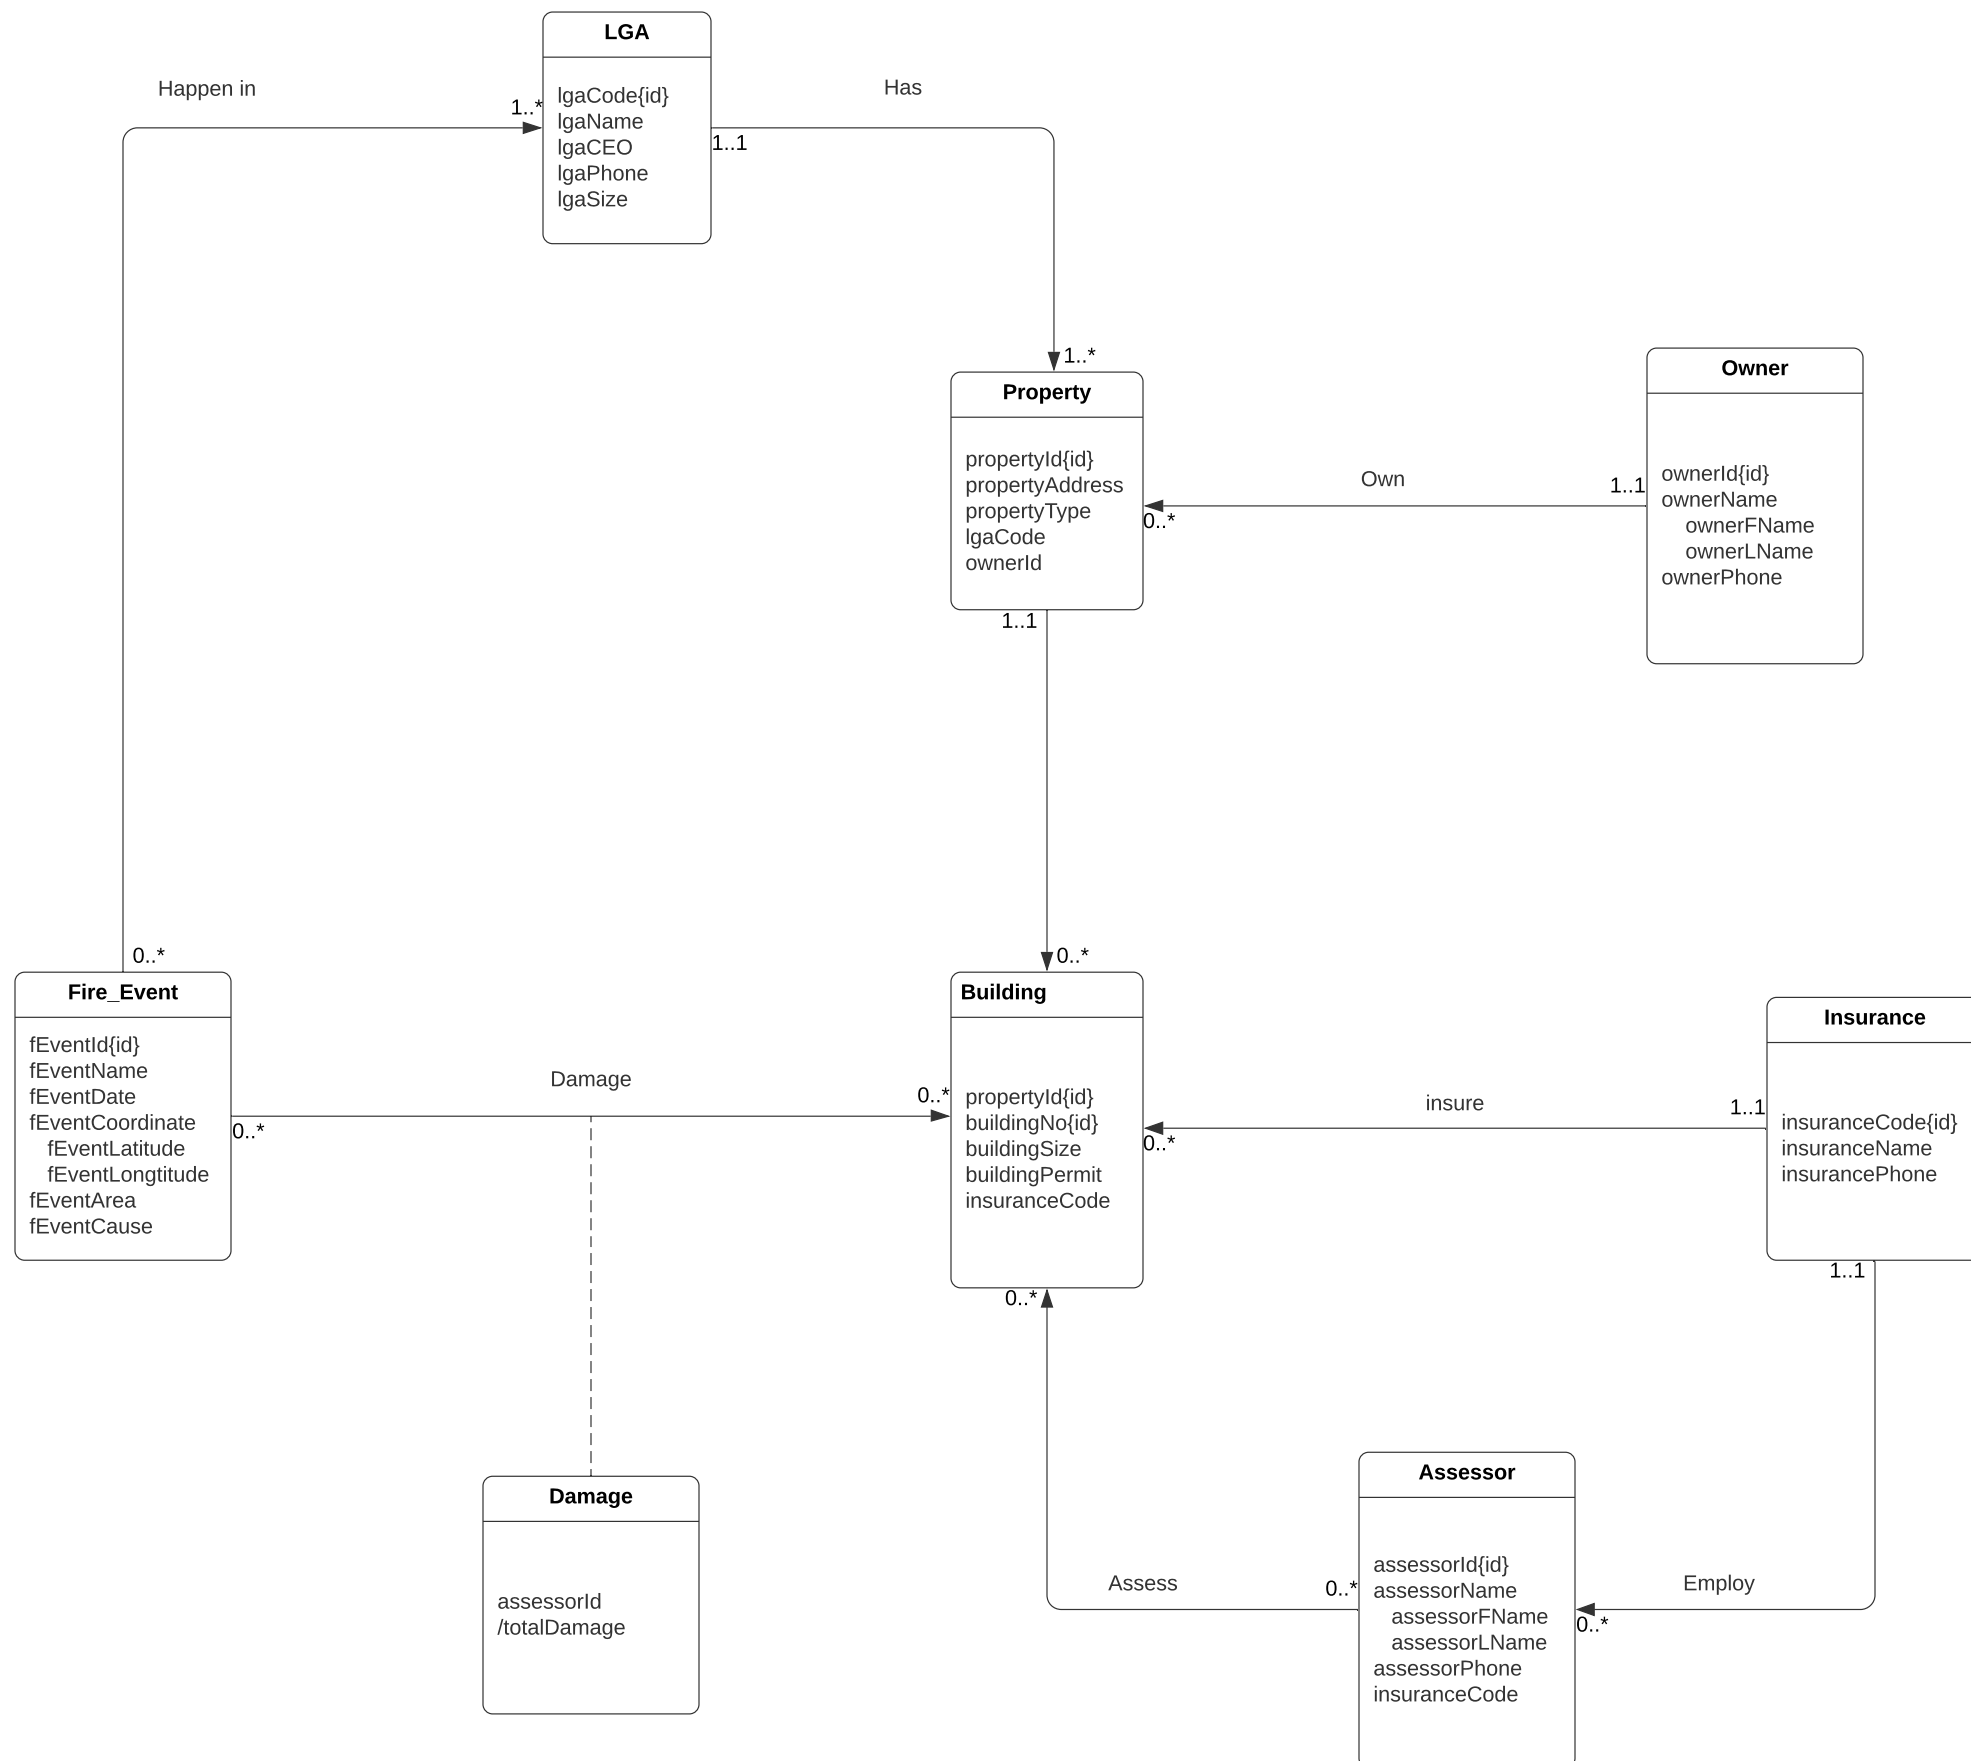 LGA
lgaCode{id}
lgaName
lgaCEO
lgaPhone
lgaSize
Happen in
1..*
Has
1..1
1..*
Property
propertyId{id}
propertyAddress
propertyType
lgaCode
ownerId
Owner
ownerId{id}
ownerName
ownerFName
ownerLName
ownerPhone
Own
1..1
0..*
1..1
0..*
0..*
Fire_Event
fEventId{id}
fEventName
fEventDate
fEventCoordinate
fEventLatitude
fEventLongtitude
fEventArea
fEventCause
Damage
0..*
0..*
Building
propertyId{id}
buildingNo{id}
buildingSize
buildingPermit
insuranceCode
insure
1..1
0..*
Insurance
insuranceCode{id}
insuranceName
insurancePhone
1..1
0..*
Damage
assessorId
/totalDamage
Assess
0..*
Assessor
assessorId{id}
assessorName
assessorFName
assessorLName
assessorPhone
insuranceCode
Employ
0..*